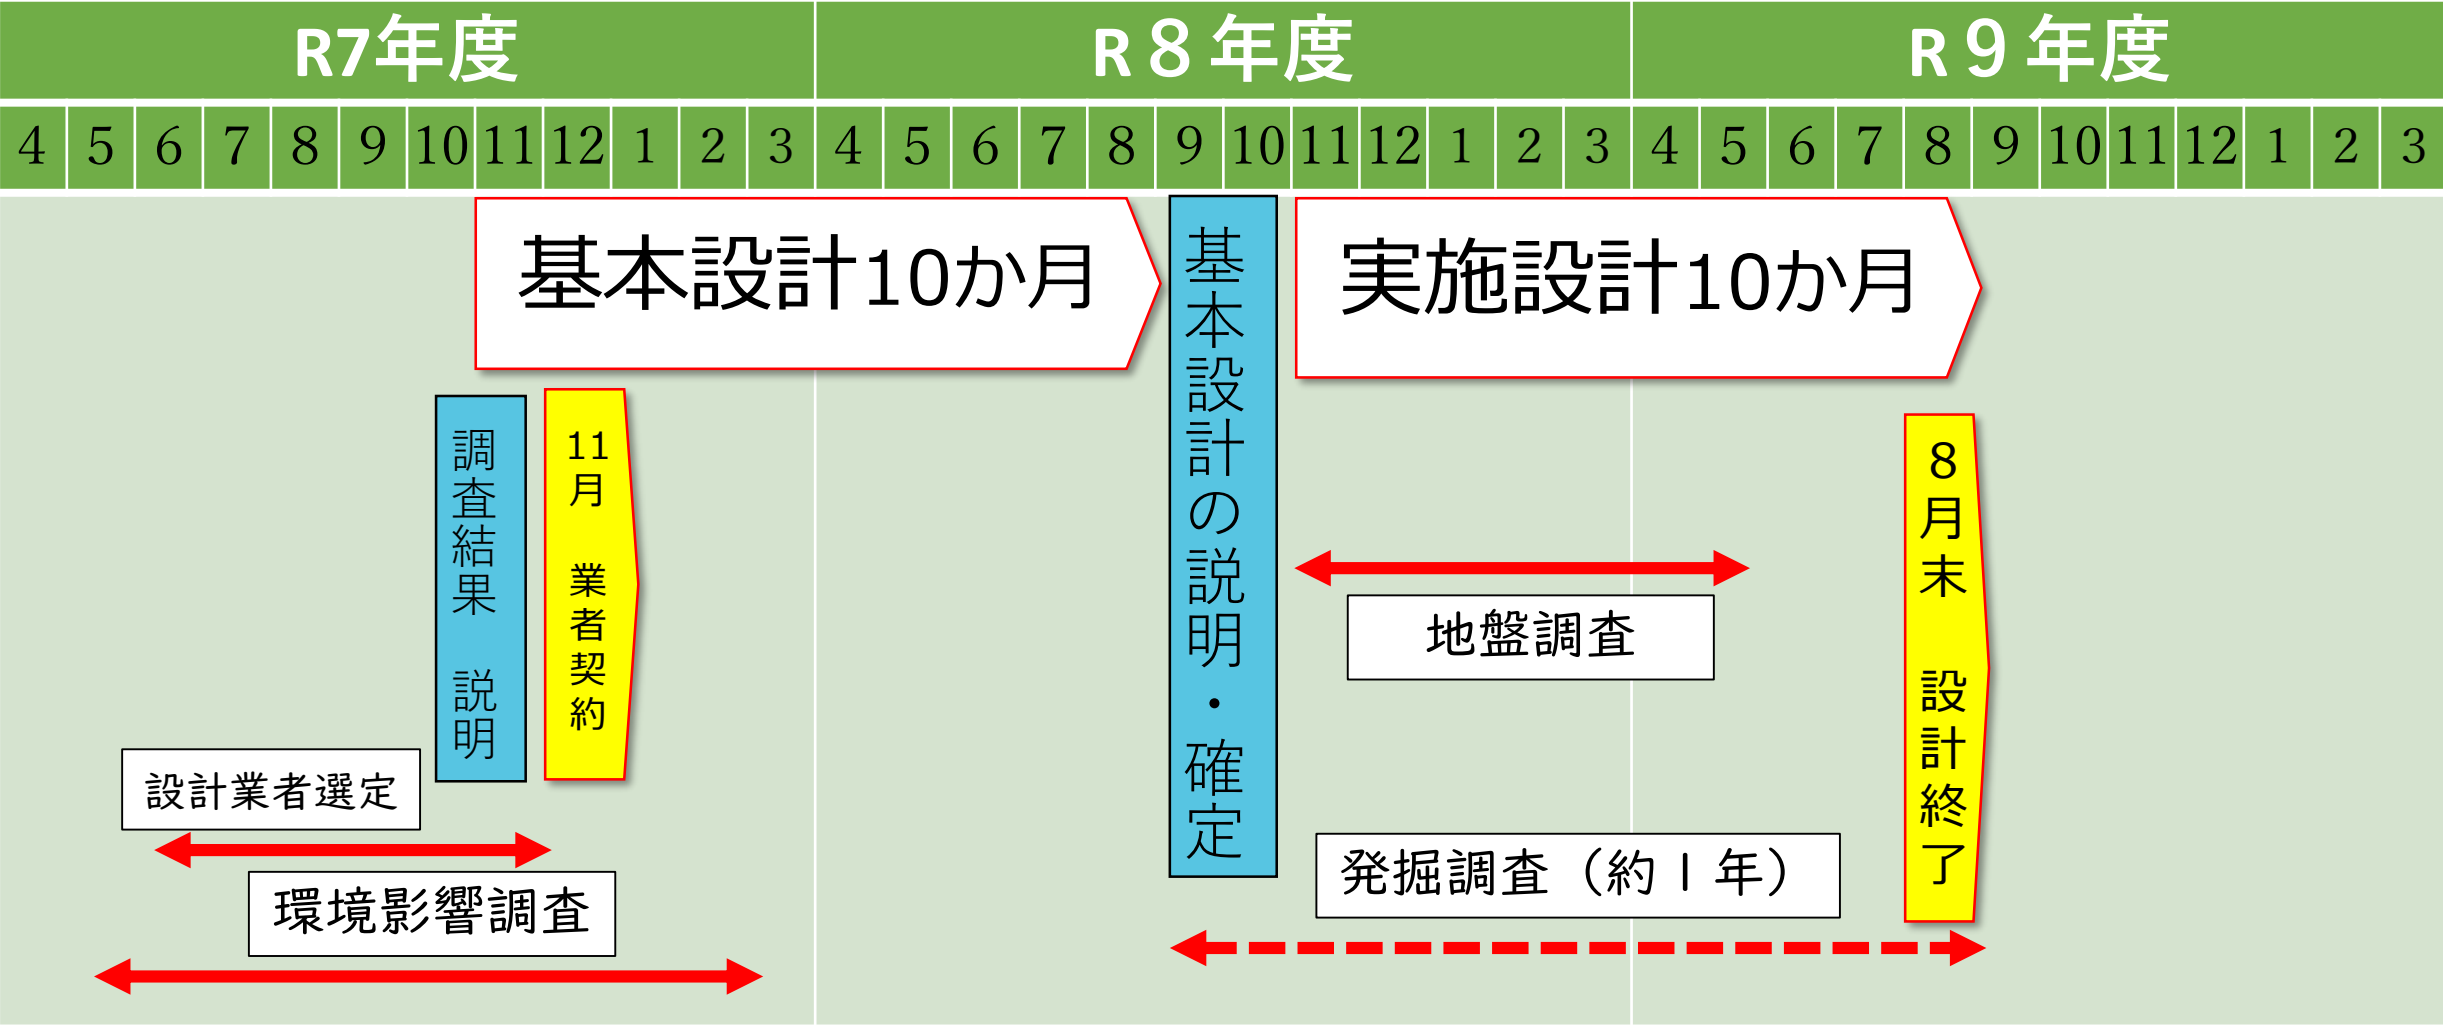 R7年度
R８年度
R９年度
4 5 6 7 8 9 10 11 12 1 2 3 4 5 6 7 8 9 10 11 12 1 2 3 4 5 6 7 8 9 10 11 12 1 2 3
基本設計10か月
基本設計の説明・確定
実施設計10か月
調査結果　説明
11月　業者契約
8月末　設計終了
地盤調査
設計業者選定
発掘調査（約１年）
環境影響調査